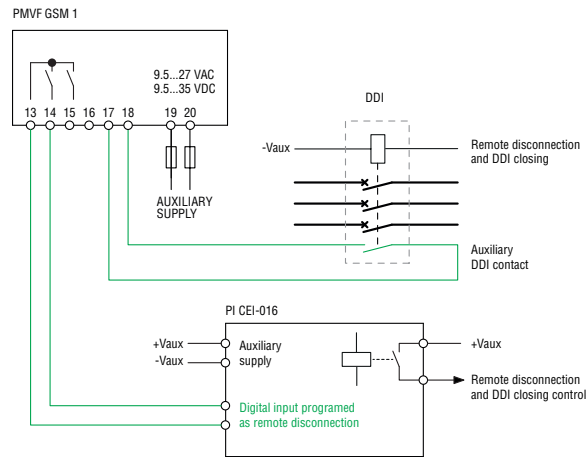 PMVF GSM 1
9.5...27 VAC
9.5...35 VDC
13 14 15 16 17 18 19 20
AUXILIARY
SUPPLY
DDI
-Vaux
Remote disconnection
and DDI closing
Auxiliary
DDI contact
PI CEI-016
+Vaux
-Vaux
Auxiliary
supply
+Vaux
Remote disconnection
and DDI closing control
Digital input programed
as remote disconnection